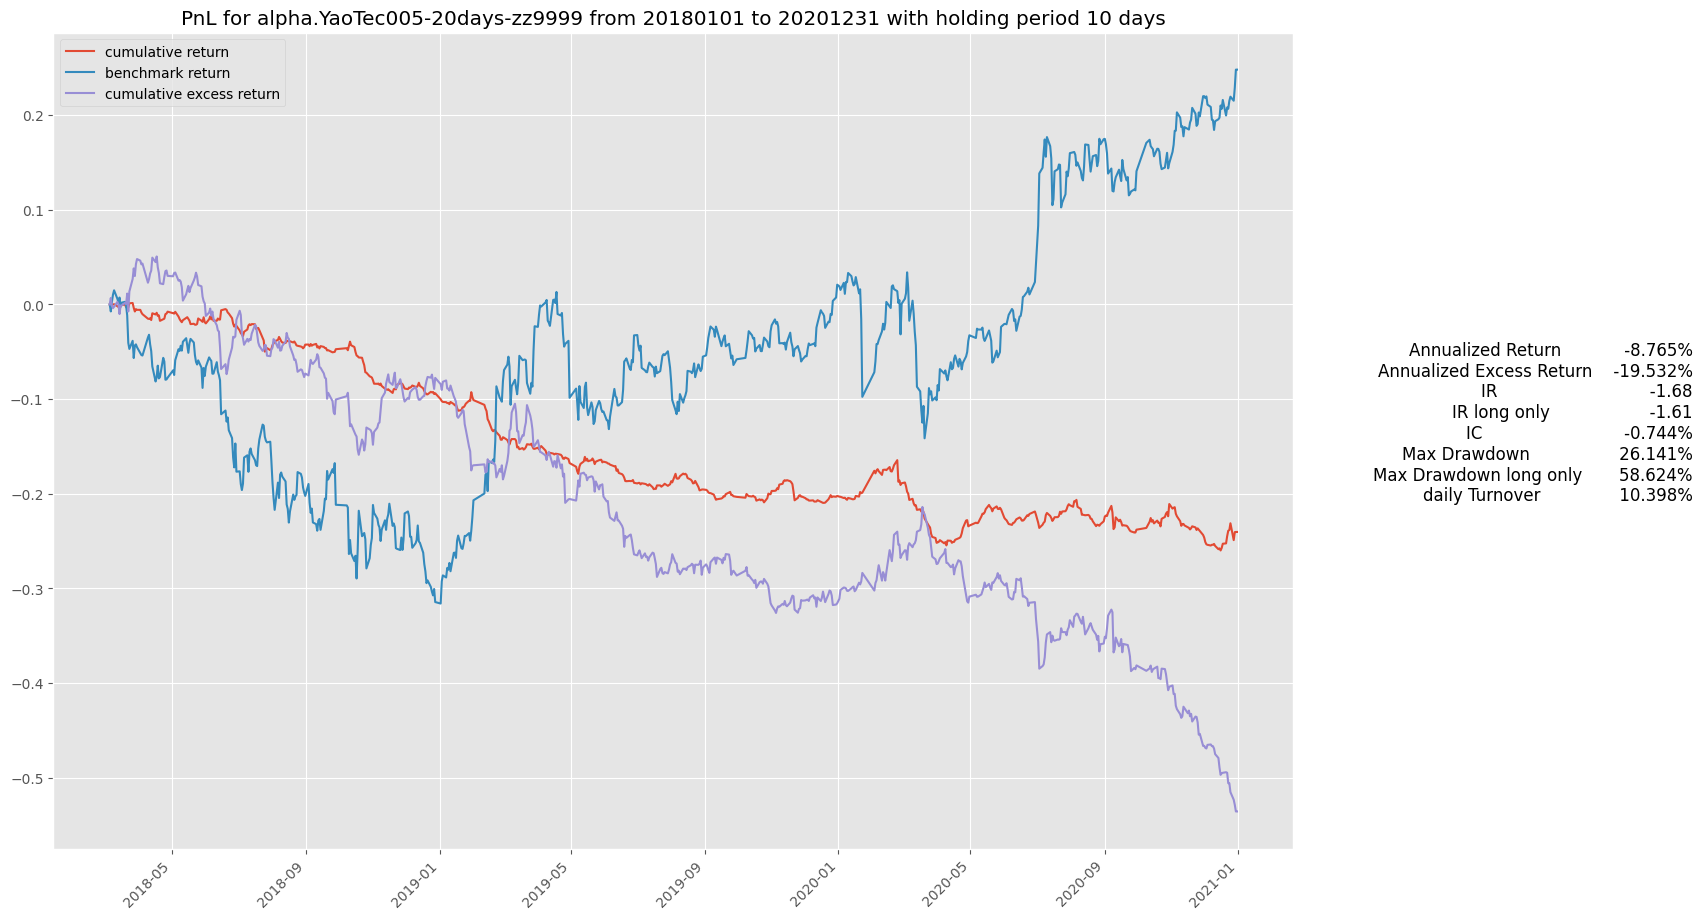 PnL for alpha.YaoTec005-20days-zz9999 from 20180101 to 20201231 with holding period 10 days
cumulative return
benchmark return
cumulative excess return
0.2
0.1
0.0
−0.1
−0.2
−0.3
−0.4
−0.5
2018-05
2018-09
2019-01
2019-05
2019-09
2020-01
2020-05
2020-09
2021-01
Annualized Return -8.765%
Annualized Excess Return -19.532%
IR -1.68
IR long only -1.61
IC -0.744%
Max Drawdown 26.141%
Max Drawdown long only 58.624%
daily Turnover 10.398%